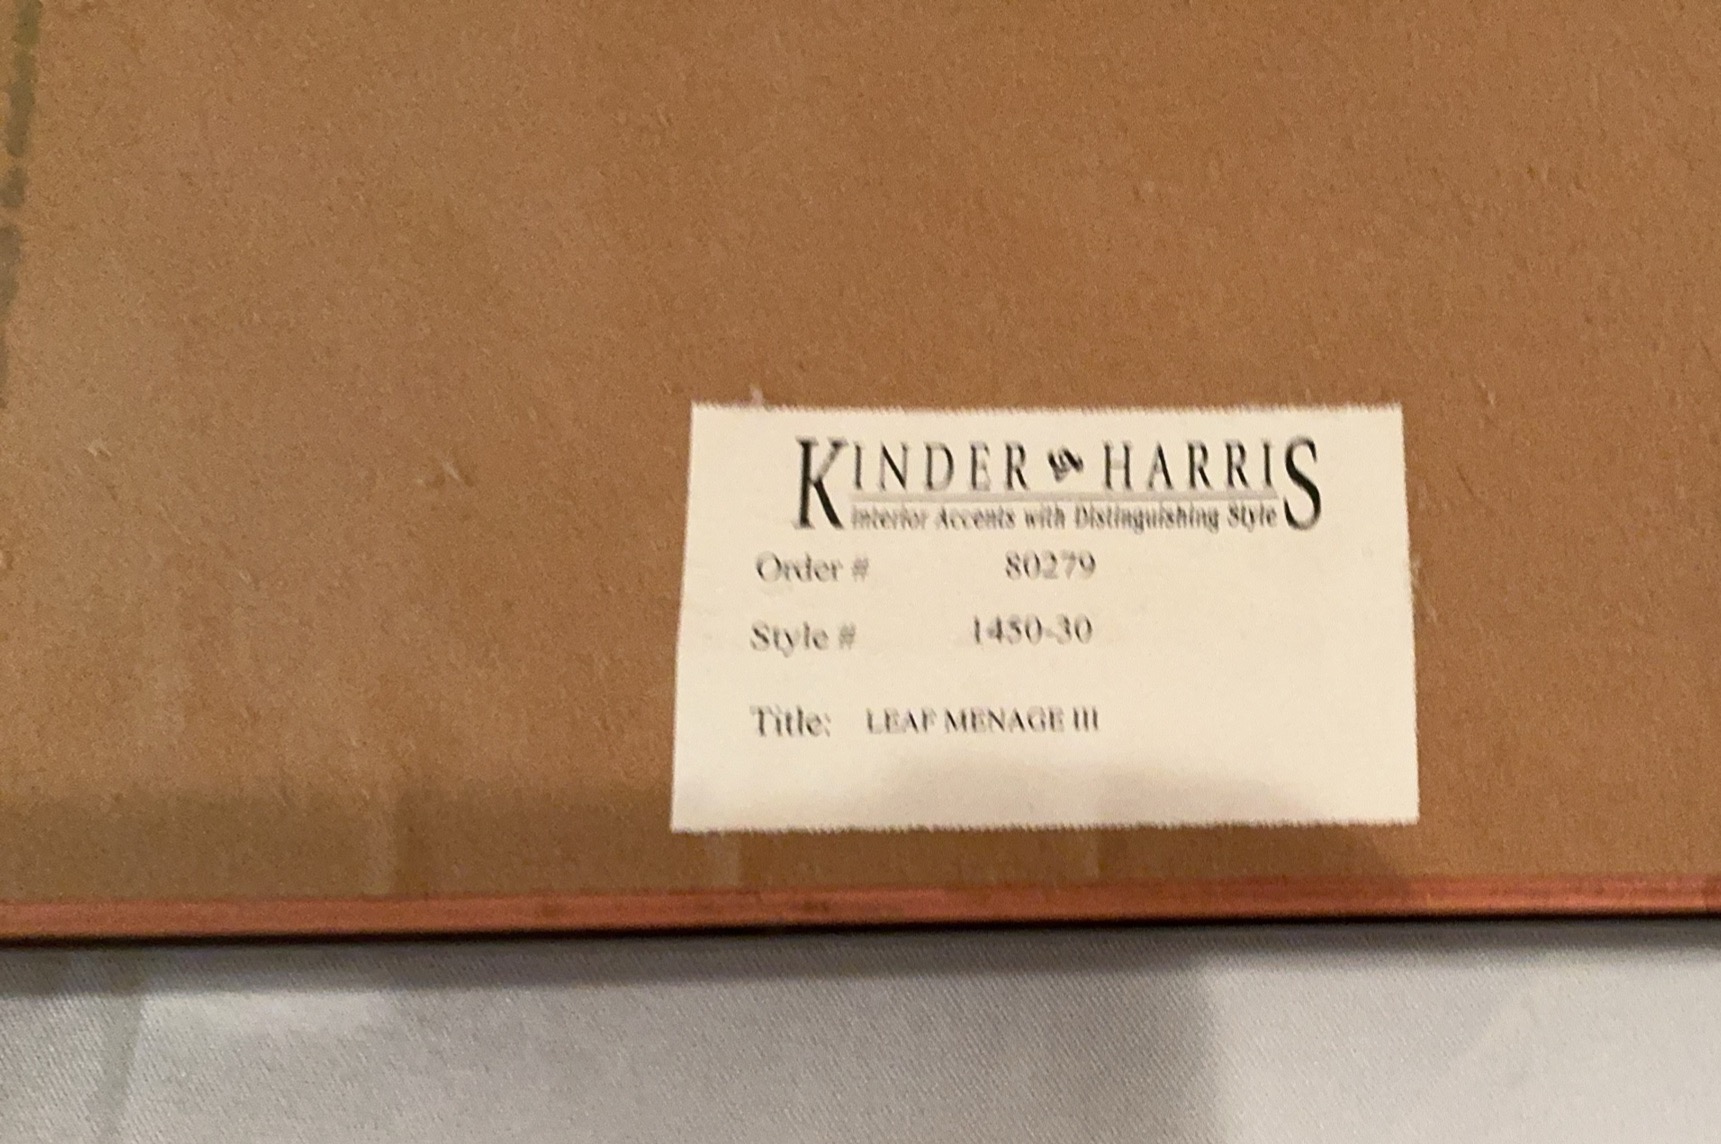 KINDER & HARRIS
Interior Accents with Distinguishing Style
Order # 80279
Style # 1450-30
Title: LEAF MENAGE III